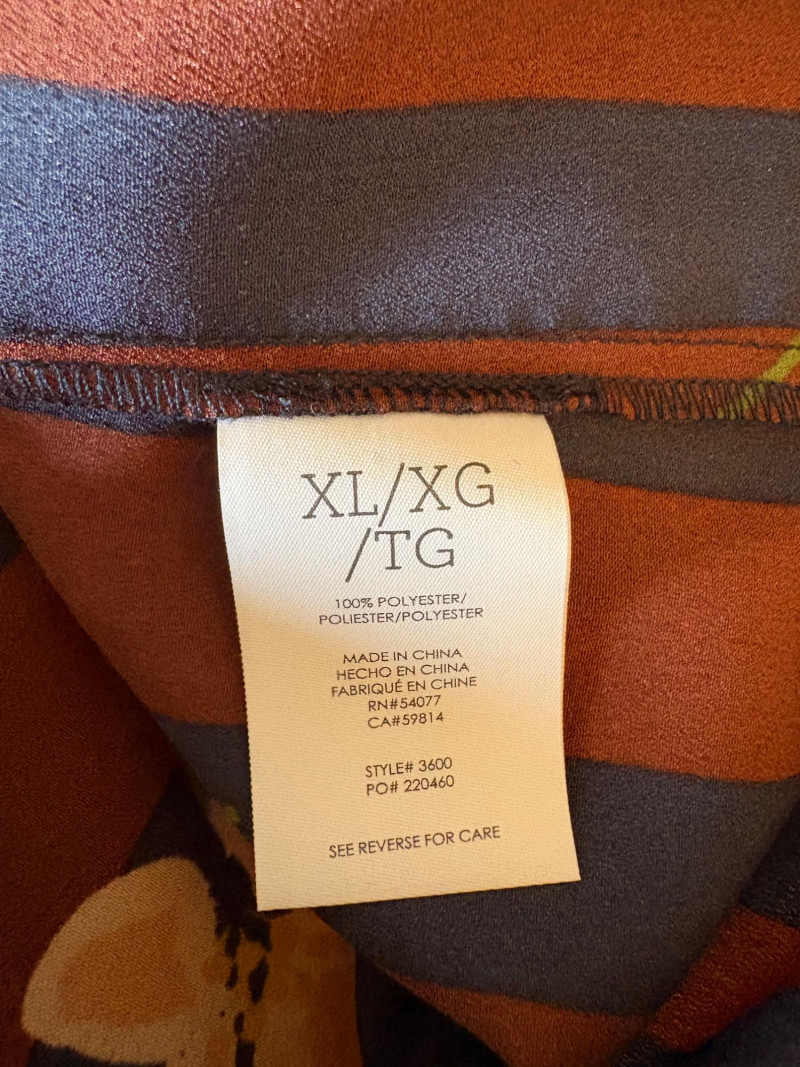 XL/XG
/TG
100% POLYESTER/
POLIESTER/POLYESTER
MADE IN CHINA
HECHO EN CHINA
FABRIQUÉ EN CHINE
RN#54077
CA#59814
STYLE# 3600
PO# 220460
SEE REVERSE FOR CARE